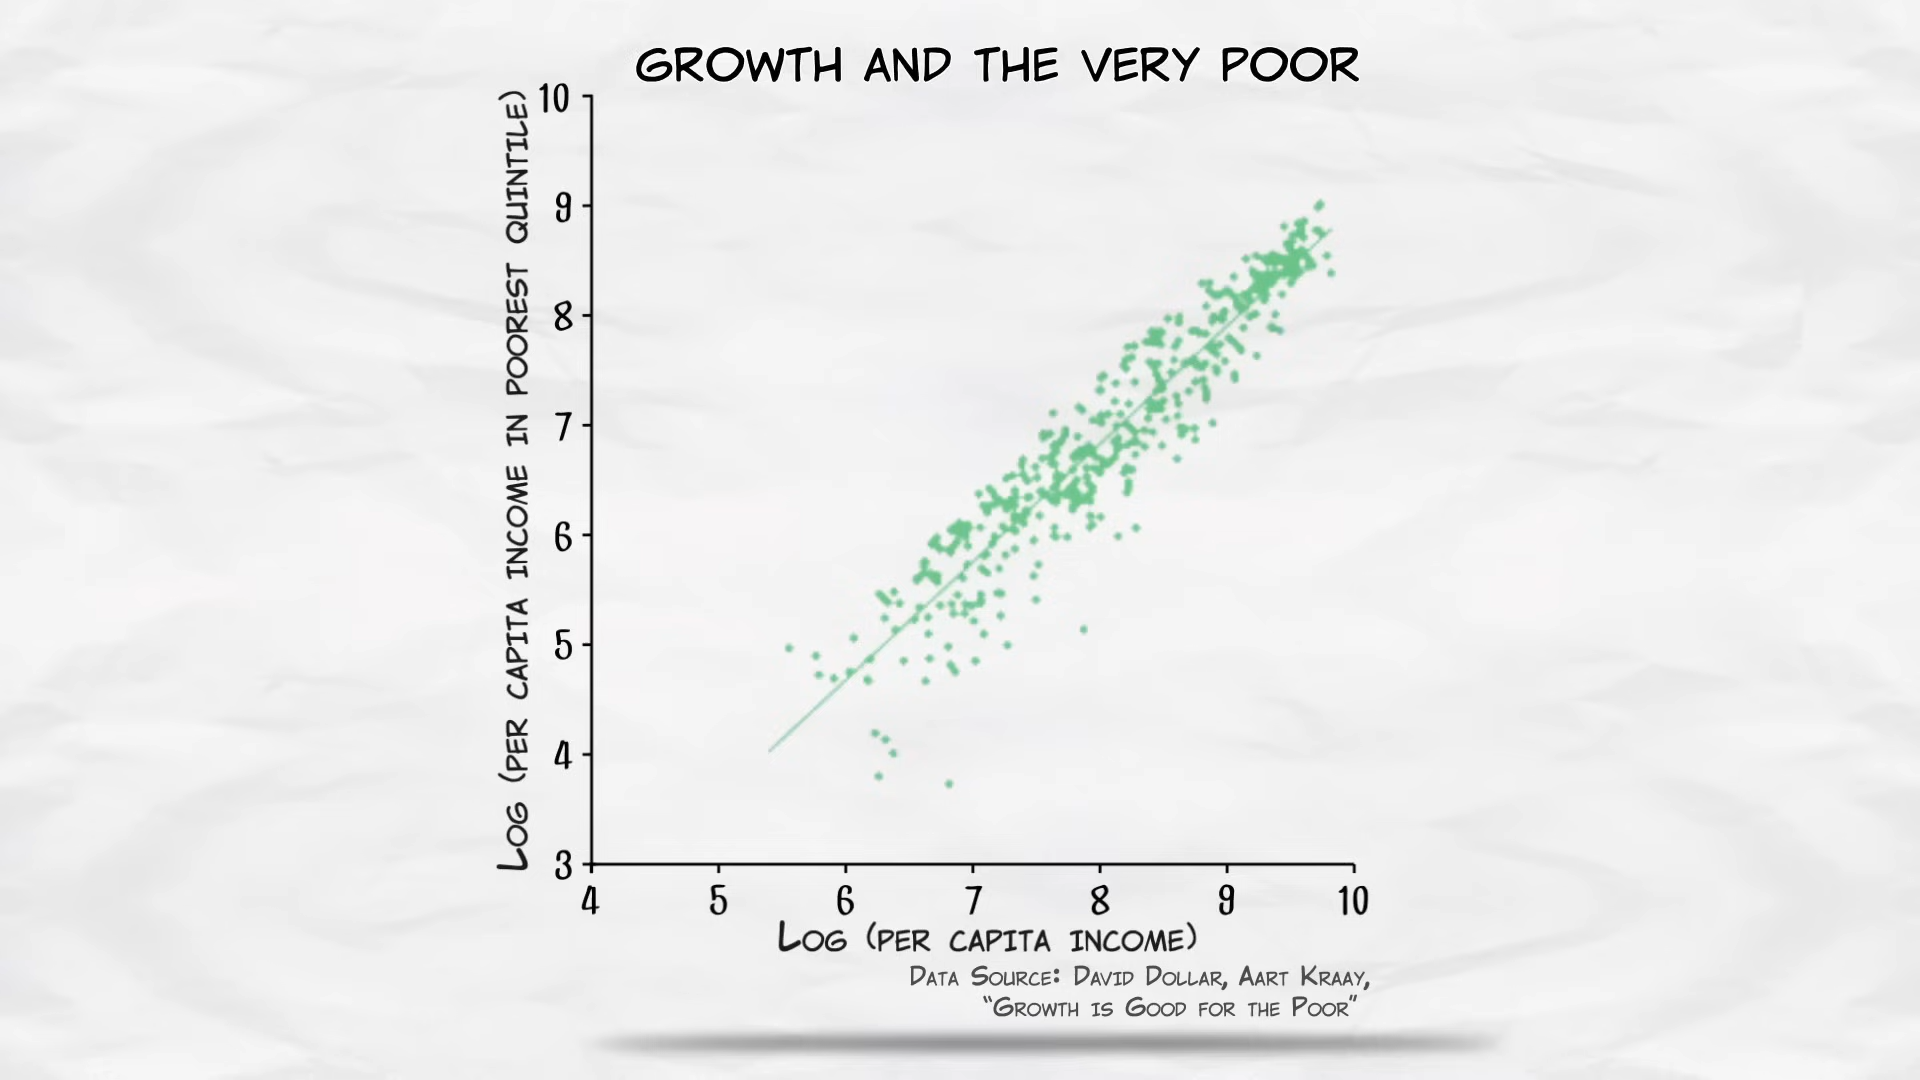 GROWTH AND THE VERY POOR
LOG (PER CAPITA INCOME IN POOREST QUINTILE)
10
9
8
7
6
5
4
3
4 5 6 7 8 9 10
LOG (PER CAPITA INCOME)
DATA SOURCE: DAVID DOLLAR, AART KRAAY,
“GROWTH IS GOOD FOR THE POOR”